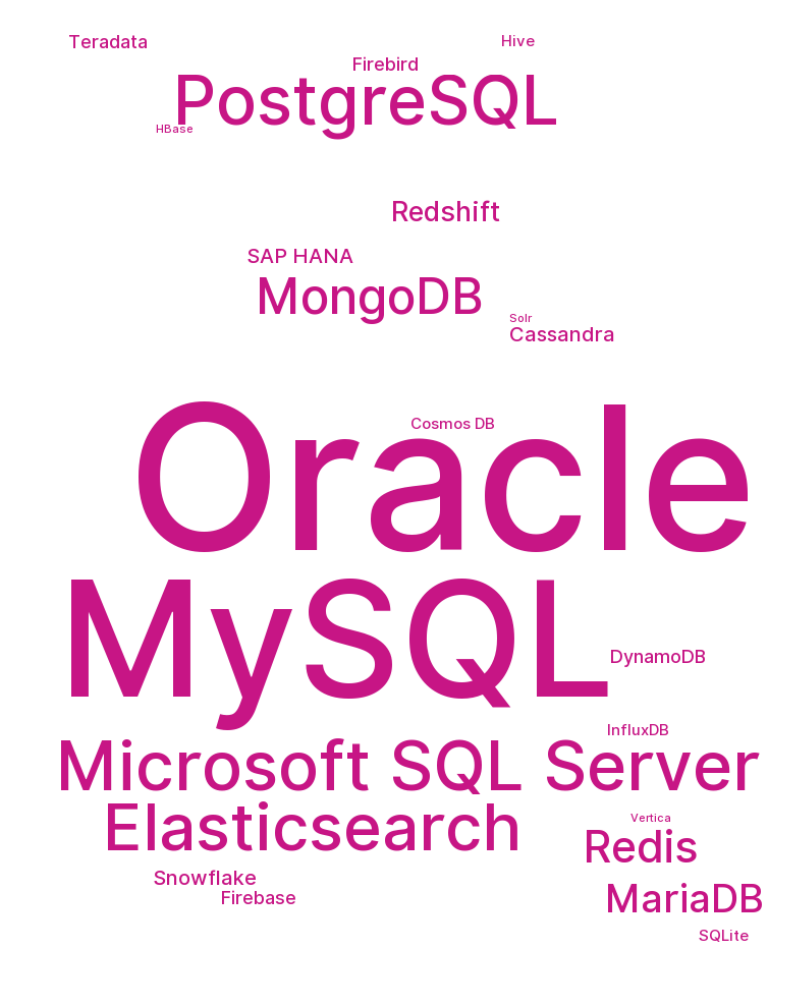 Teradata
Hive
Firebird
PostgreSQL
HBase
Redshift
SAP HANA
MongoDB
Solr
Cassandra
Cosmos DB
Oracle
MySQL
DynamoDB
InfluxDB
Microsoft SQL Server
Vertica
Elasticsearch
Redis
Snowflake
Firebase
MariaDB
SQLite